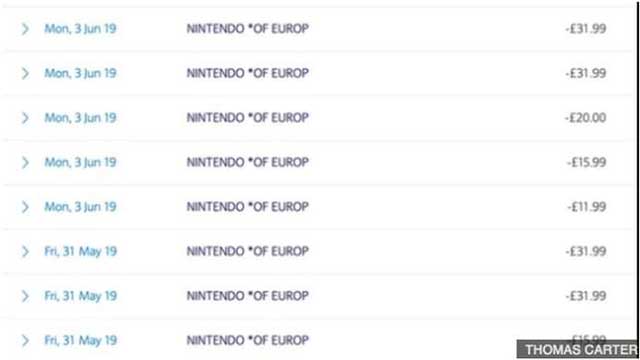 Mon, 3 Jun 19 NINTENDO *OF EUROP -£31.99
Mon, 3 Jun 19 NINTENDO *OF EUROP -£31.99
Mon, 3 Jun 19 NINTENDO *OF EUROP -£20.00
Mon, 3 Jun 19 NINTENDO *OF EUROP -£15.99
Mon, 3 Jun 19 NINTENDO *OF EUROP -£11.99
Fri, 31 May 19 NINTENDO *OF EUROP -£31.99
Fri, 31 May 19 NINTENDO *OF EUROP -£31.99
Fri, 31 May 19 NINTENDO *OF EUROP -£15.99
THOMAS CARTER